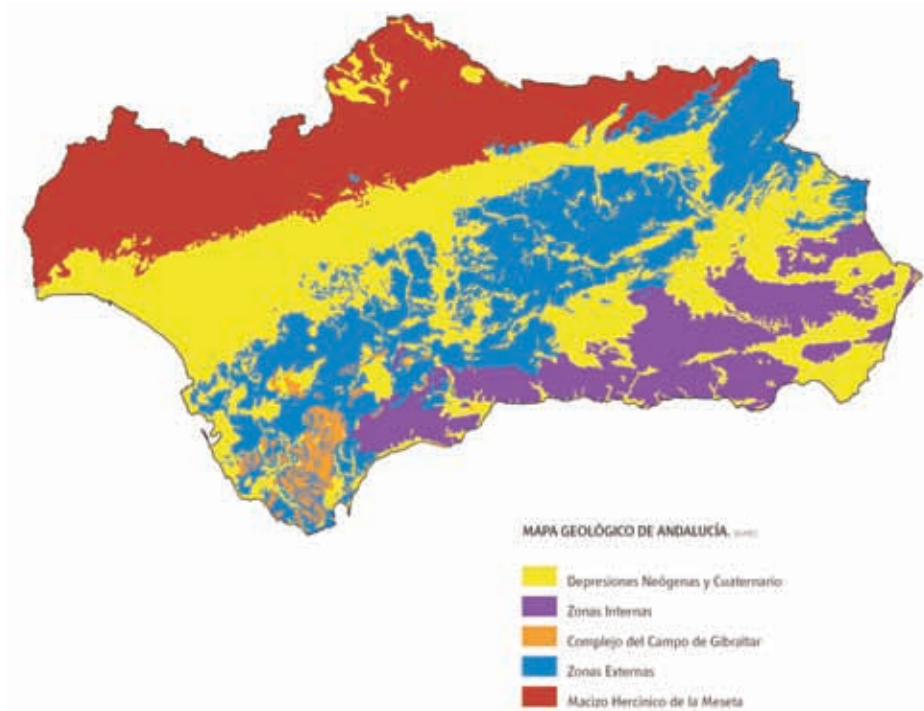 MAPA GEOLÓGICO DE ANDALUCÍA.
Depresiones Neógenas y Cuaternario
Zonas Internas
Complejo del Campo de Gibraltar
Zonas Externas
Macizo Hercínico de la Meseta